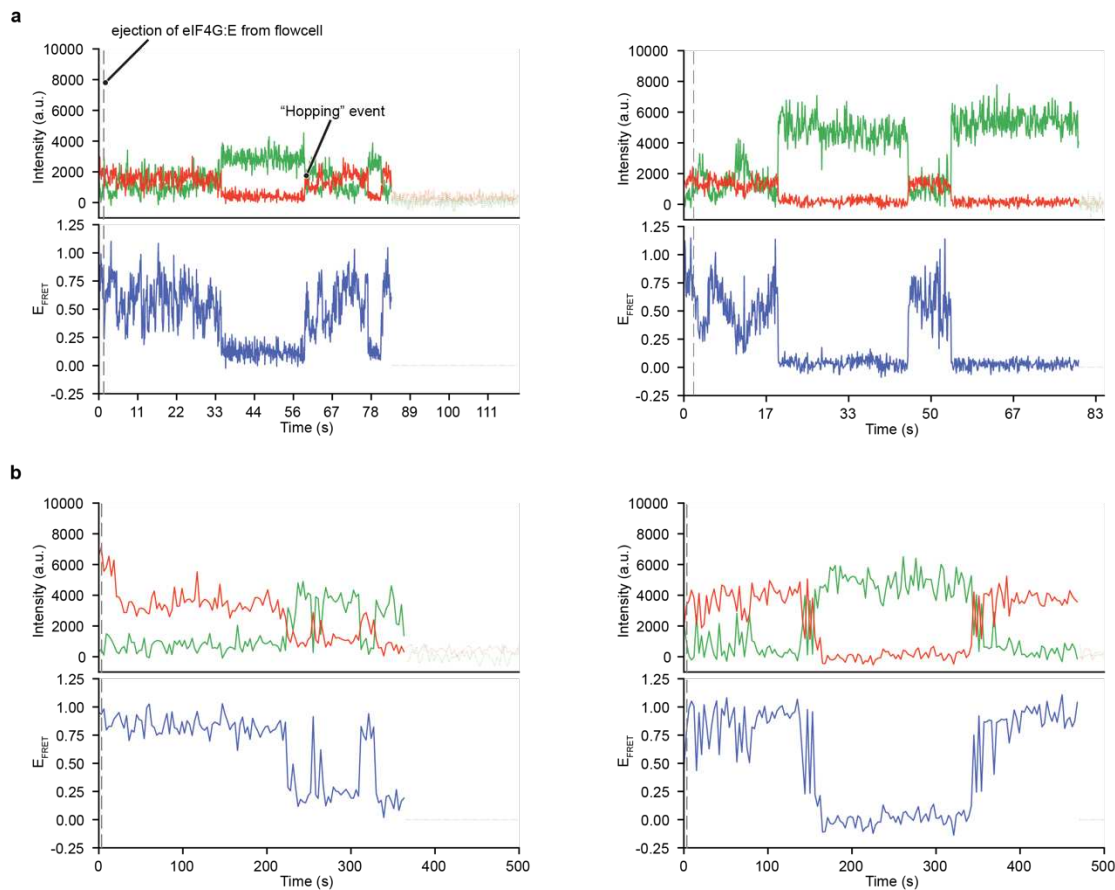 a
ejection of eIF4G:E from flowcell
"Hopping" event
Intensity (a.u.)
10000
8000
6000
4000
2000
0
E_FRET
1.25
1.00
0.75
0.50
0.25
0.00
-0.25
0 11 22 33 44 56 67 78 89 100 111
Time (s)
Intensity (a.u.)
10000
8000
6000
4000
2000
0
E_FRET
1.25
1.00
0.75
0.50
0.25
0.00
-0.25
0 17 33 50 67 83
Time (s)
b
Intensity (a.u.)
10000
8000
6000
4000
2000
0
E_FRET
1.25
1.00
0.75
0.50
0.25
0.00
-0.25
0 100 200 300 400 500
Time (s)
Intensity (a.u.)
10000
8000
6000
4000
2000
0
E_FRET
1.25
1.00
0.75
0.50
0.25
0.00
-0.25
0 100 200 300 400 500
Time (s)